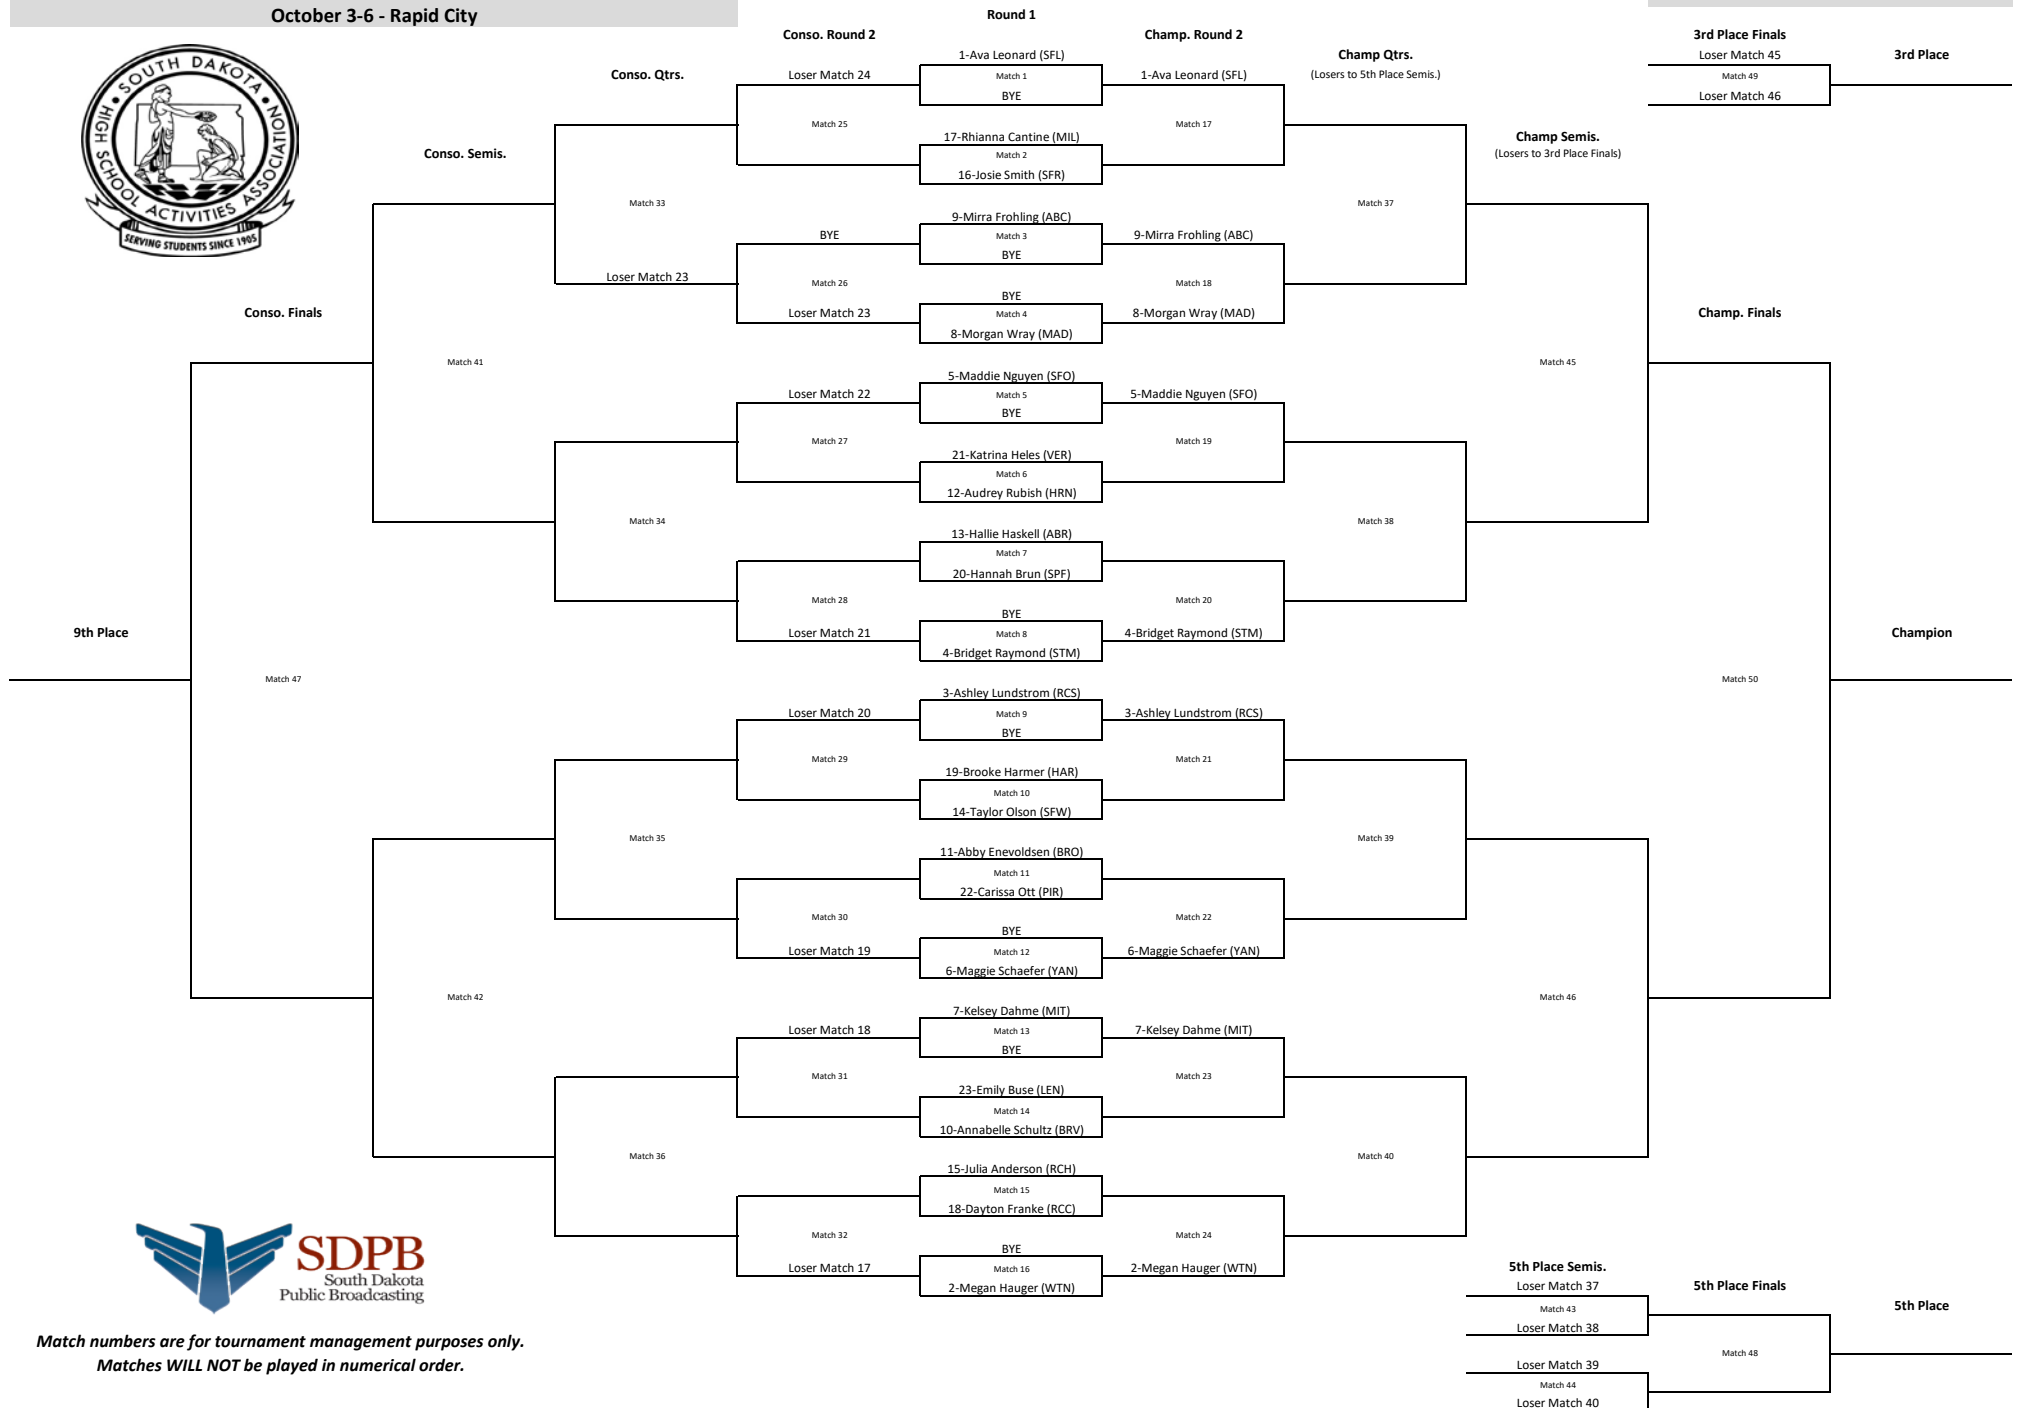 October 3-6 - Rapid City
Round 1
Conso. Round 2
Champ. Round 2
3rd Place Finals
1-Ava Leonard (SFL)
Champ Qtrs.
Loser Match 45
3rd Place
Conso. Qtrs.
Loser Match 24
Match 1
1-Ava Leonard (SFL)
(Losers to 5th Place Semis.)
Match 49
BYE
Loser Match 46
SOUTH DAKOTA
HIGH SCHOOL ACTIVITIES ASSOCIATION
SERVING STUDENTS SINCE 1905
Match 25
Match 17
17-Rhianna Cantine (MIL)
Champ Semis.
Conso. Semis.
Match 2
(Losers to 3rd Place Finals)
16-Josie Smith (SFR)
Match 33
Match 37
9-Mirra Frohling (ABC)
BYE
Match 3
9-Mirra Frohling (ABC)
BYE
Loser Match 23
Match 26
Match 18
BYE
Conso. Finals
Loser Match 23
Match 4
8-Morgan Wray (MAD)
Champ. Finals
8-Morgan Wray (MAD)
Match 41
Match 45
5-Maddie Nguyen (SFO)
Loser Match 22
Match 5
5-Maddie Nguyen (SFO)
BYE
Match 27
Match 19
21-Katrina Heles (VER)
Match 6
12-Audrey Rubish (HRN)
Match 34
Match 38
13-Hallie Haskell (ABR)
Match 7
20-Hannah Brun (SPF)
Match 28
Match 20
BYE
9th Place
Loser Match 21
Match 8
4-Bridget Raymond (STM)
Champion
4-Bridget Raymond (STM)
Match 47
Match 50
3-Ashley Lundstrom (RCS)
Loser Match 20
Match 9
3-Ashley Lundstrom (RCS)
BYE
Match 29
Match 21
19-Brooke Harmer (HAR)
Match 10
14-Taylor Olson (SFW)
Match 35
Match 39
11-Abby Enevoldsen (BRO)
Match 11
22-Carissa Ott (PIR)
Match 30
Match 22
BYE
Loser Match 19
Match 12
6-Maggie Schaefer (YAN)
6-Maggie Schaefer (YAN)
Match 42
Match 46
7-Kelsey Dahme (MIT)
Loser Match 18
Match 13
7-Kelsey Dahme (MIT)
BYE
Match 31
Match 23
23-Emily Buse (LEN)
Match 14
10-Annabelle Schultz (BRV)
Match 36
Match 40
15-Julia Anderson (RCH)
Match 15
18-Dayton Franke (RCC)
Match 32
Match 24
BYE
Loser Match 17
Match 16
2-Megan Hauger (WTN)
5th Place Semis.
2-Megan Hauger (WTN)
Loser Match 37
5th Place Finals
SDPB
South Dakota
Public Broadcasting
Match 43
5th Place
Loser Match 38
Match numbers are for tournament management purposes only.
Matches WILL NOT be played in numerical order.
Match 48
Loser Match 39
Match 44
Loser Match 40